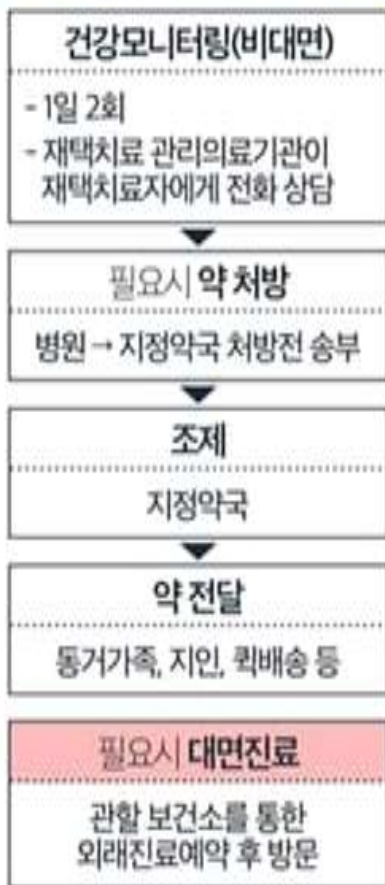 건강모니터링(비대면)
- 1일 2회
- 재택치료 관리의료기관이
재택치료자에게 전화 상담
필요시 약 처방
병원 → 지정약국 처방전 송부
조제
지정약국
약 전달
동거가족, 지인, 퀵배송 등
필요시 대면진료
관할 보건소를 통한
외래진료예약 후 방문